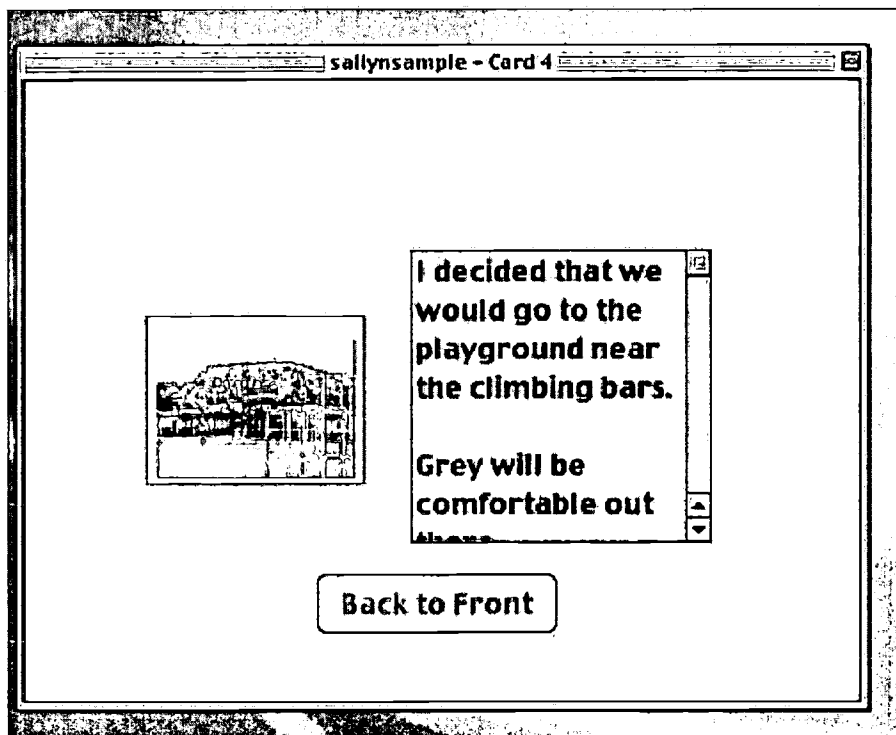 sallynsample - Card 4
I decided that we
would go to the
playground near
the climbing bars.
Grey will be
comfortable out
Back to Front